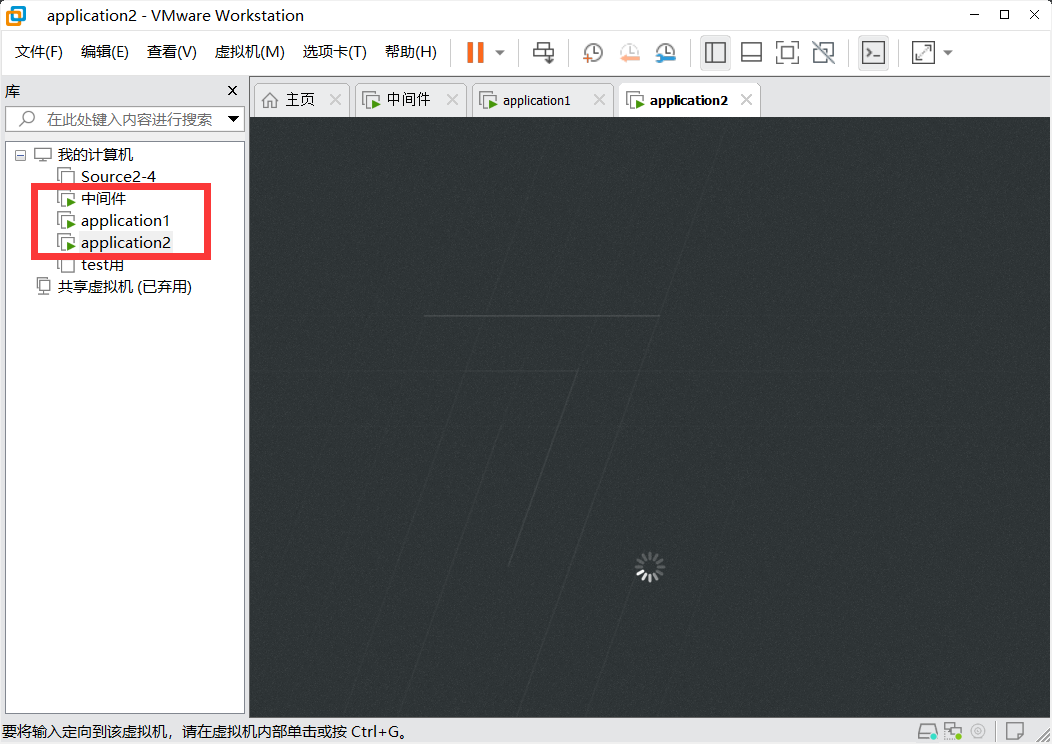 application2 - VMware Workstation
文件(F) 编辑(E) 查看(V) 虚拟机(M) 选项卡(T) 帮助(H)
库
主页 中间件 application1 application2
在此处键入内容进行搜索
我的计算机
Source2-4
中间件
application1
application2
test用
共享虚拟机 (已弃用)
要将输入定向到该虚拟机，请在虚拟机内部单击或按 Ctrl+G。